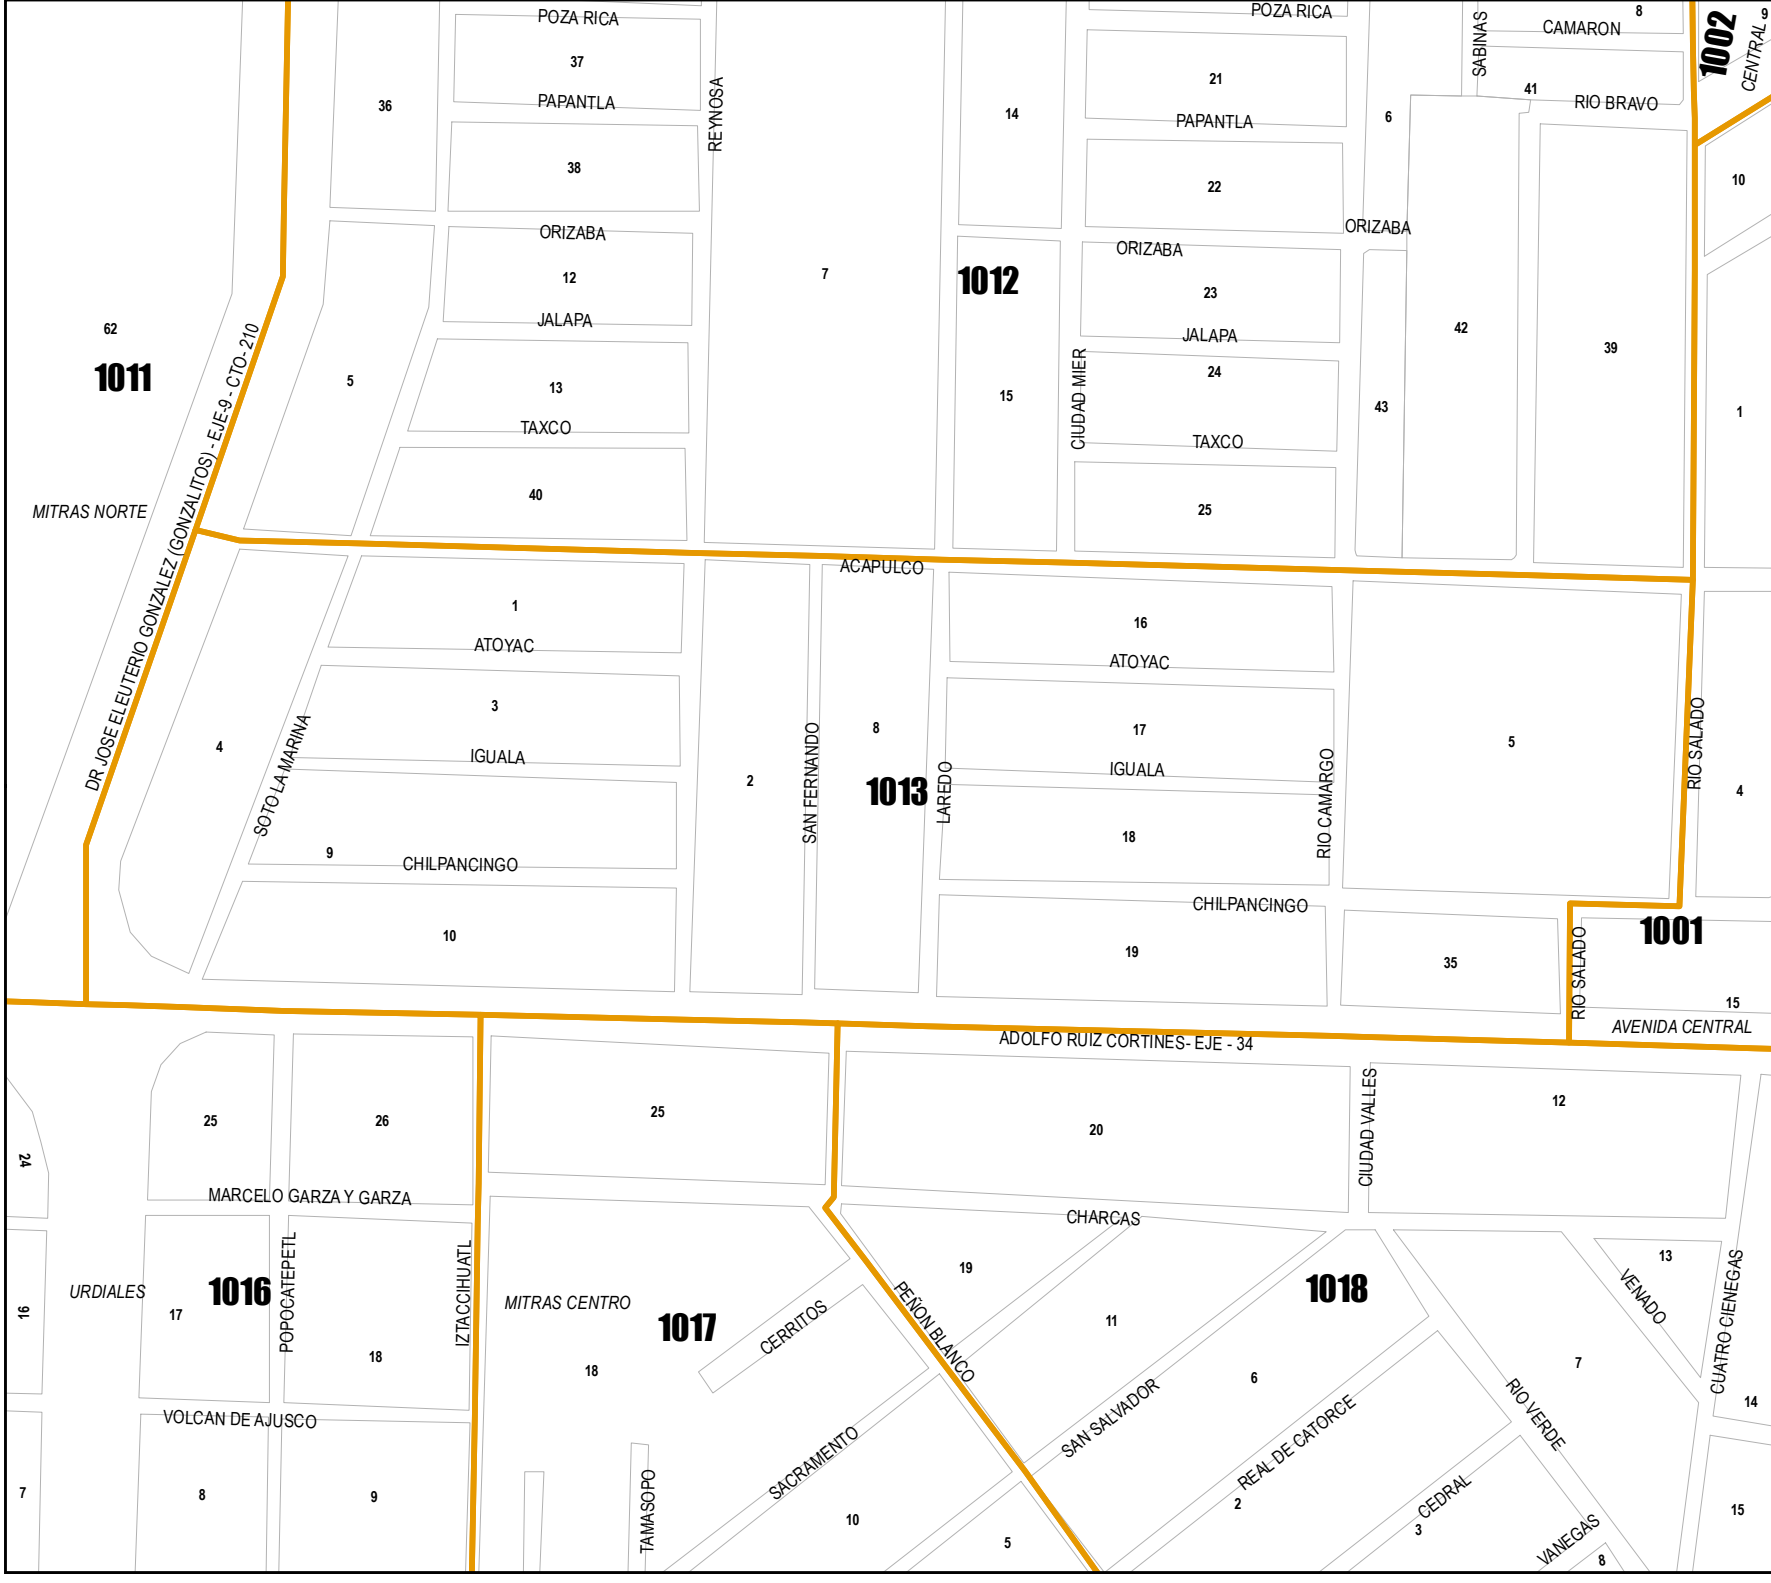 POZA RICA
POZA RICA
8
9
CAMARON
SABINAS
1002
CENTRAL
37
21
41
36
PAPANTLA
REYNOSA
14
PAPANTLA
6
RIO BRAVO
38
22
10
ORIZABA
ORIZABA
ORIZABA
12
7
1012
23
62
JALAPA
JALAPA
42
39
1011
5
13
15
CIUDAD MIER
24
43
1
TAXCO
TAXCO
40
25
MITRAS NORTE
DR JOSE ELEUTERIO GONZALEZ (GONZALITOS) - EJE-9 - CTO-210
ACAPULCO
1
16
ATOYAC
ATOYAC
3
4
SOTO LA MARINA
IGUALA
2
SAN FERNANDO
8
1013
LAREDO
17
IGUALA
RIO CAMARGO
5
RIO SALADO
4
9
CHILPANCINGO
18
CHILPANCINGO
10
19
35
RIO SALADO
1001
15
AVENIDA CENTRAL
ADOLFO RUIZ CORTINES- EJE - 34
25
26
25
20
CIUDAD VALLES
12
24
MARCELO GARZA Y GARZA
CHARCAS
16
URDIALES
17
1016
POPOCATEPETL
18
IZTACCIHUATL
MITRAS CENTRO
1017
CERRITOS
18
19
PEÑON BLANCO
11
1018
6
13
VENADO
CUATRO CIENEGAS
7
14
VOLCAN DE AJUSCO
SAN SALVADOR
REAL DE CATORCE
RIO VERDE
7
8
9
TAMASOPO
SACRAMENTO
10
5
2
CEDRAL
3
VANEGAS
8
15